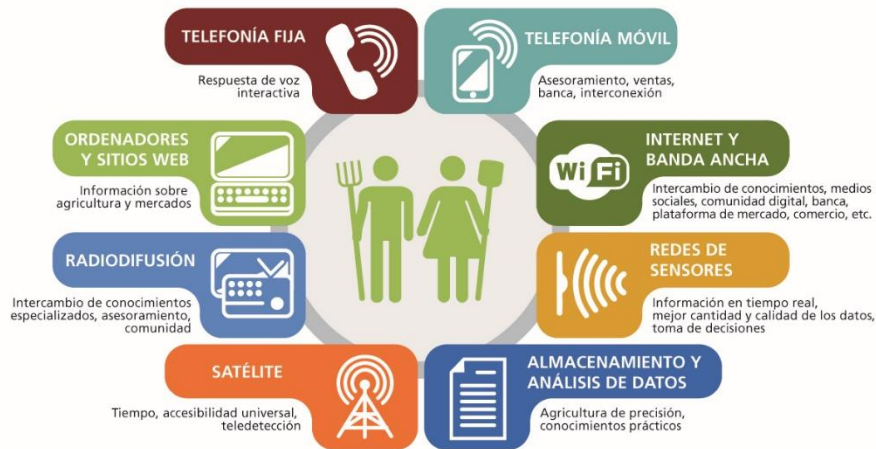 TELEFONÍA FIJA
Respuesta de voz
interactiva
TELEFONÍA MÓVIL
Asesoramiento, ventas,
banca, interconexión
ORDENADORES
Y SITIOS WEB
Información sobre
agricultura y mercados
INTERNET Y
BANDA ANCHA
WiFi
Intercambio de conocimientos, medios
sociales, comunidad digital, banca,
plataforma de mercado, comercio, etc.
RADIODIFUSIÓN
Intercambio de conocimientos
especializados, asesoramiento,
comunidad
REDES DE
SENSORES
Información en tiempo real,
mejor cantidad y calidad de los datos,
toma de decisiones
SATÉLITE
Tiempo, accesibilidad universal,
teledetección
ALMACENAMIENTO Y
ANÁLISIS DE DATOS
Agricultura de precisión,
conocimientos prácticos